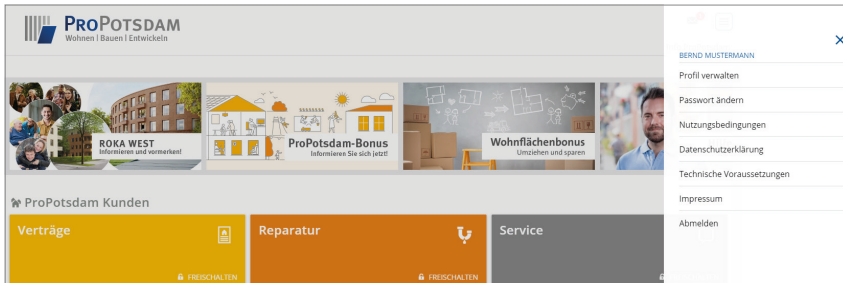 PROPOTSDAM
Wohnen | Bauen | Entwickeln
ROKA WEST
Informieren und vormerken!
ProPotsdam-Bonus
Informieren Sie sich jetzt!
Wohnflächenbonus
Umziehen und sparen
ProPotsdam Kunden
Verträge
FREISCHALTEN
Reparatur
FREISCHALTEN
Service
BERND MUSTERMANN
Profil verwalten
Passwort ändern
Nutzungsbedingungen
Datenschutzerklärung
Technische Voraussetzungen
Impressum
Abmelden